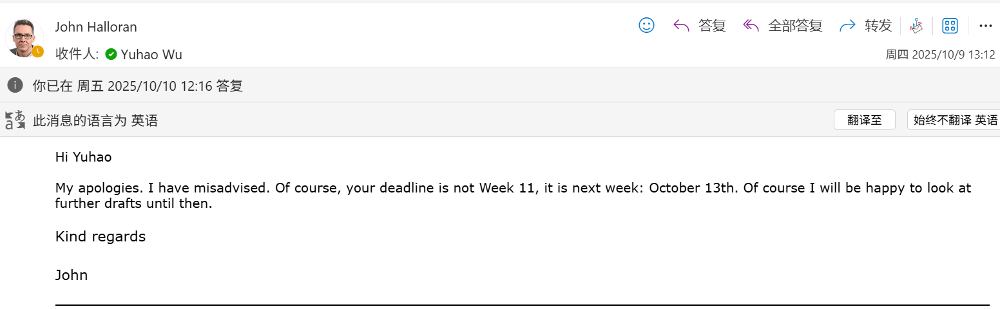 John Halloran
答复
全部答复
转发
收件人: Yuhao Wu
周四 2025/10/9 13:12
你已在 周五 2025/10/10 12:16 答复
此消息的语言为 英语
翻译至
始终不翻译 英语
Hi Yuhao
My apologies. I have misadvised. Of course, your deadline is not Week 11, it is next week: October 13th. Of course I will be happy to look at
further drafts until then.
Kind regards
John